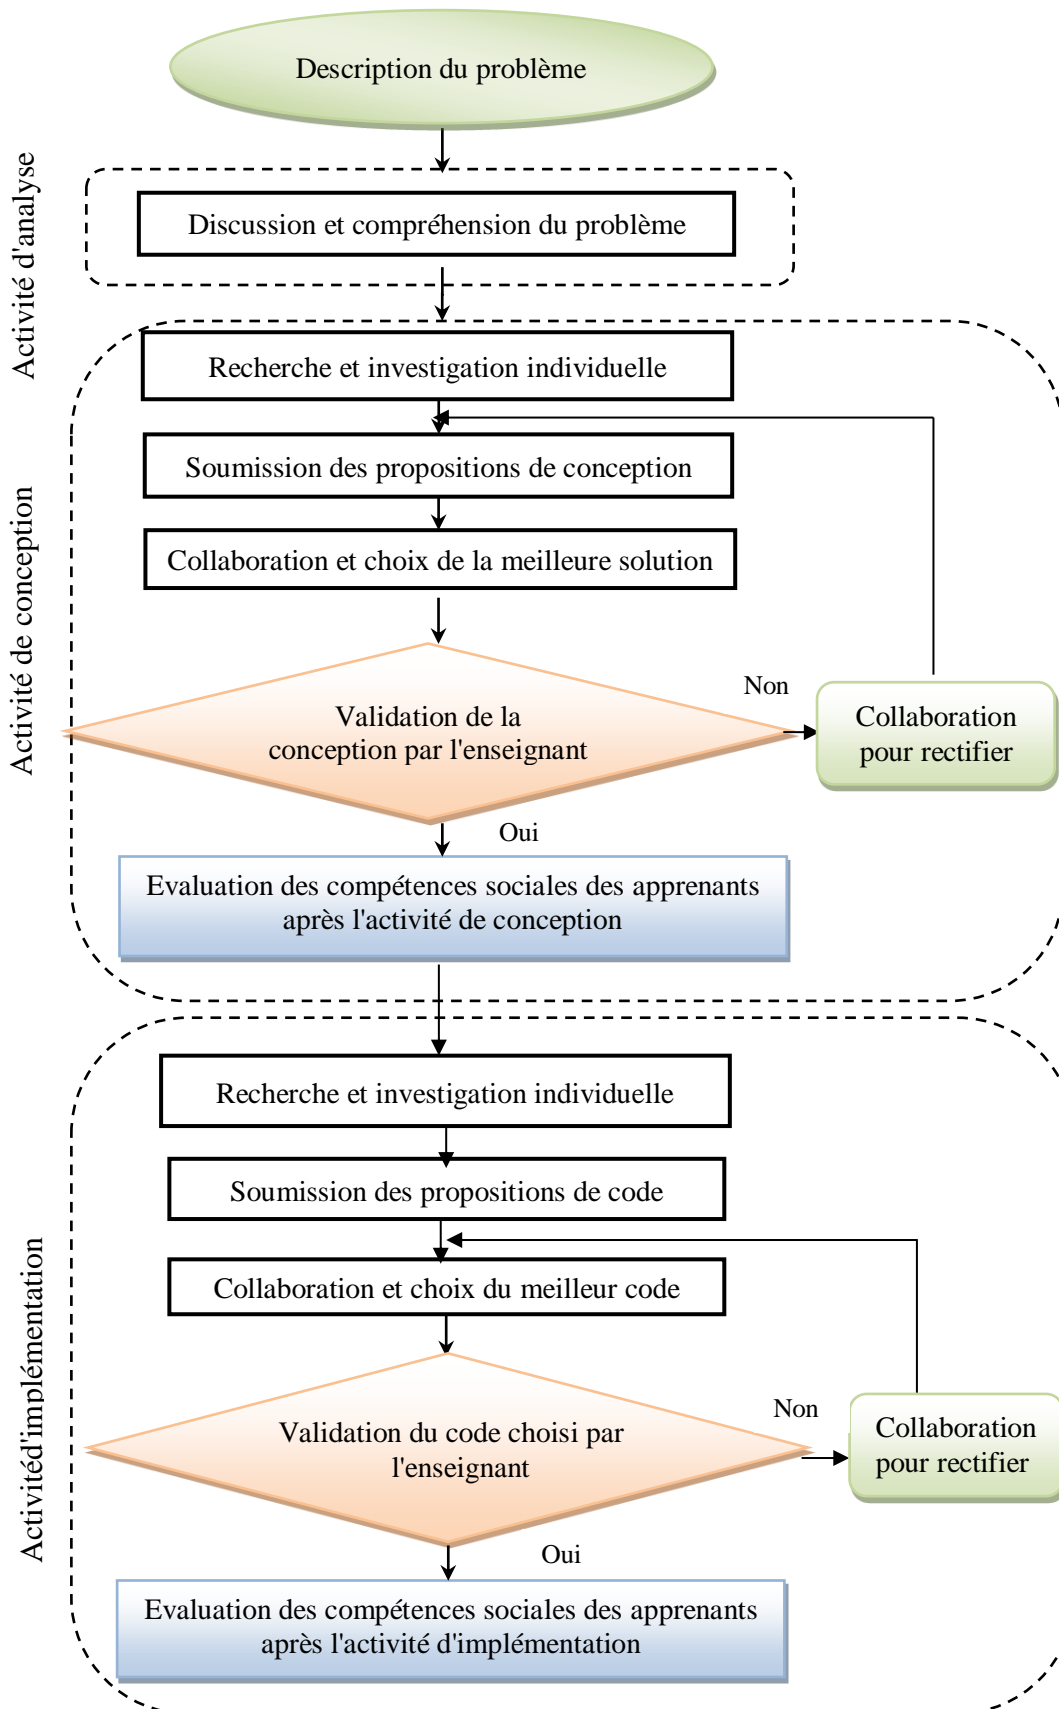 Description du problème
Activité d'analyse
Discussion et compréhension du problème
Activité de conception
Recherche et investigation individuelle
Soumission des propositions de conception
Collaboration et choix de la meilleure solution
Validation de la
conception par l'enseignant
Non
Collaboration
pour rectifier
Oui
Evaluation des compétences sociales des apprenants
après l'activité de conception
Activitéd'implémentation
Recherche et investigation individuelle
Soumission des propositions de code
Collaboration et choix du meilleur code
Validation du code choisi par
l'enseignant
Non
Collaboration
pour rectifier
Oui
Evaluation des compétences sociales des apprenants
après l'activité d'implémentation